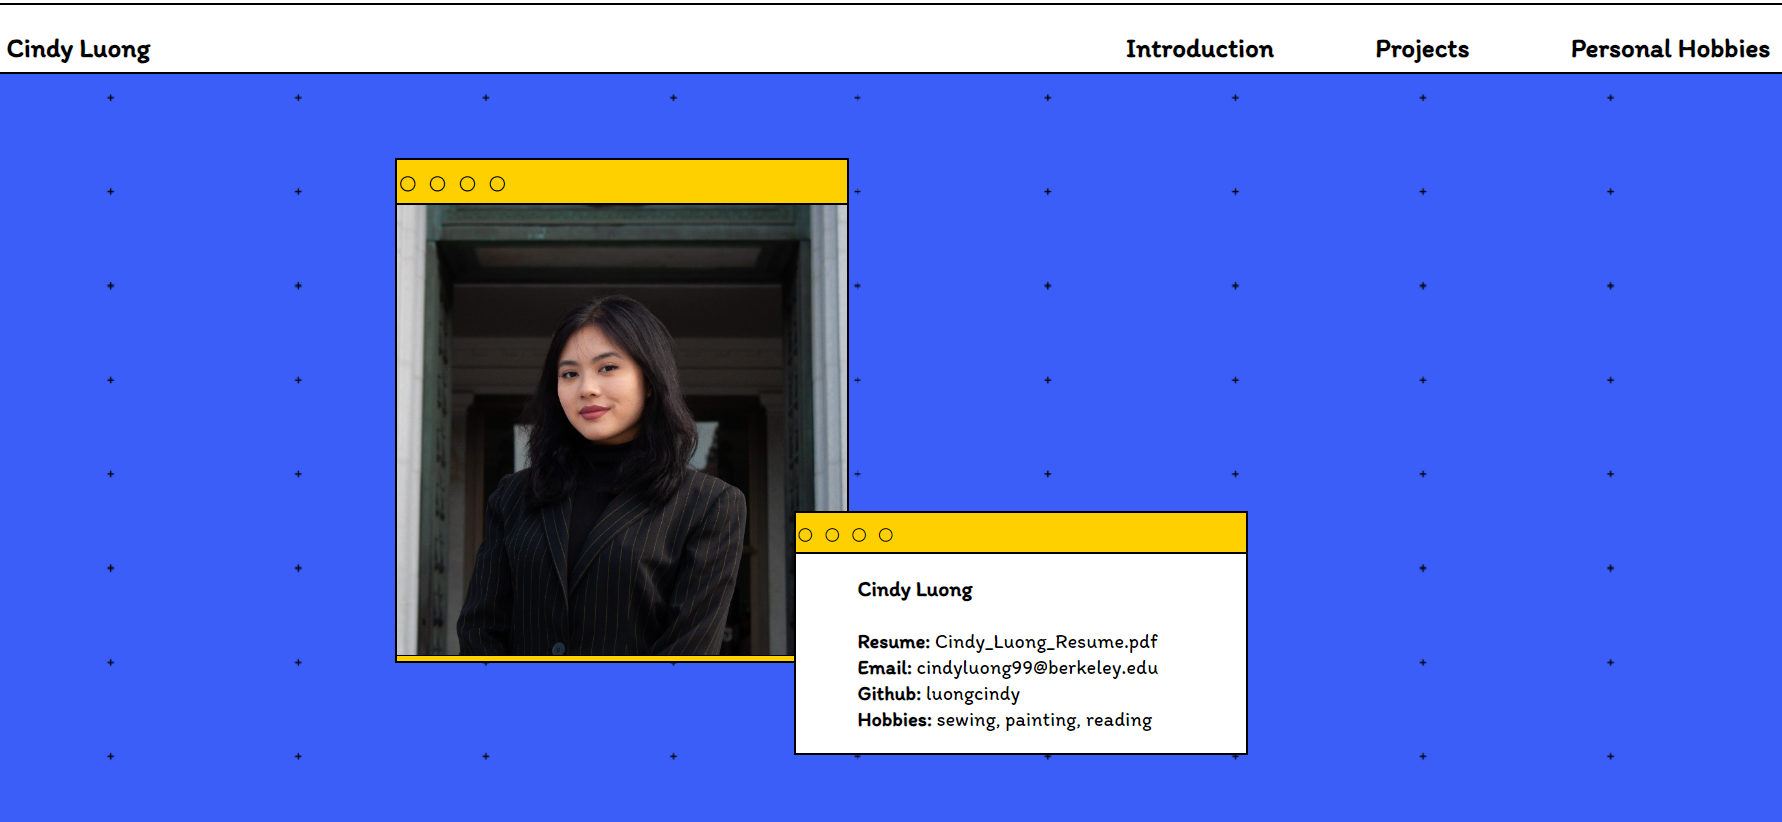 Cindy Luong
Introduction
Projects
Personal Hobbies
Cindy Luong
Resume: Cindy_Luong_Resume.pdf
Email: cindyluong99@berkeley.edu
Github: luongcindy
Hobbies: sewing, painting, reading